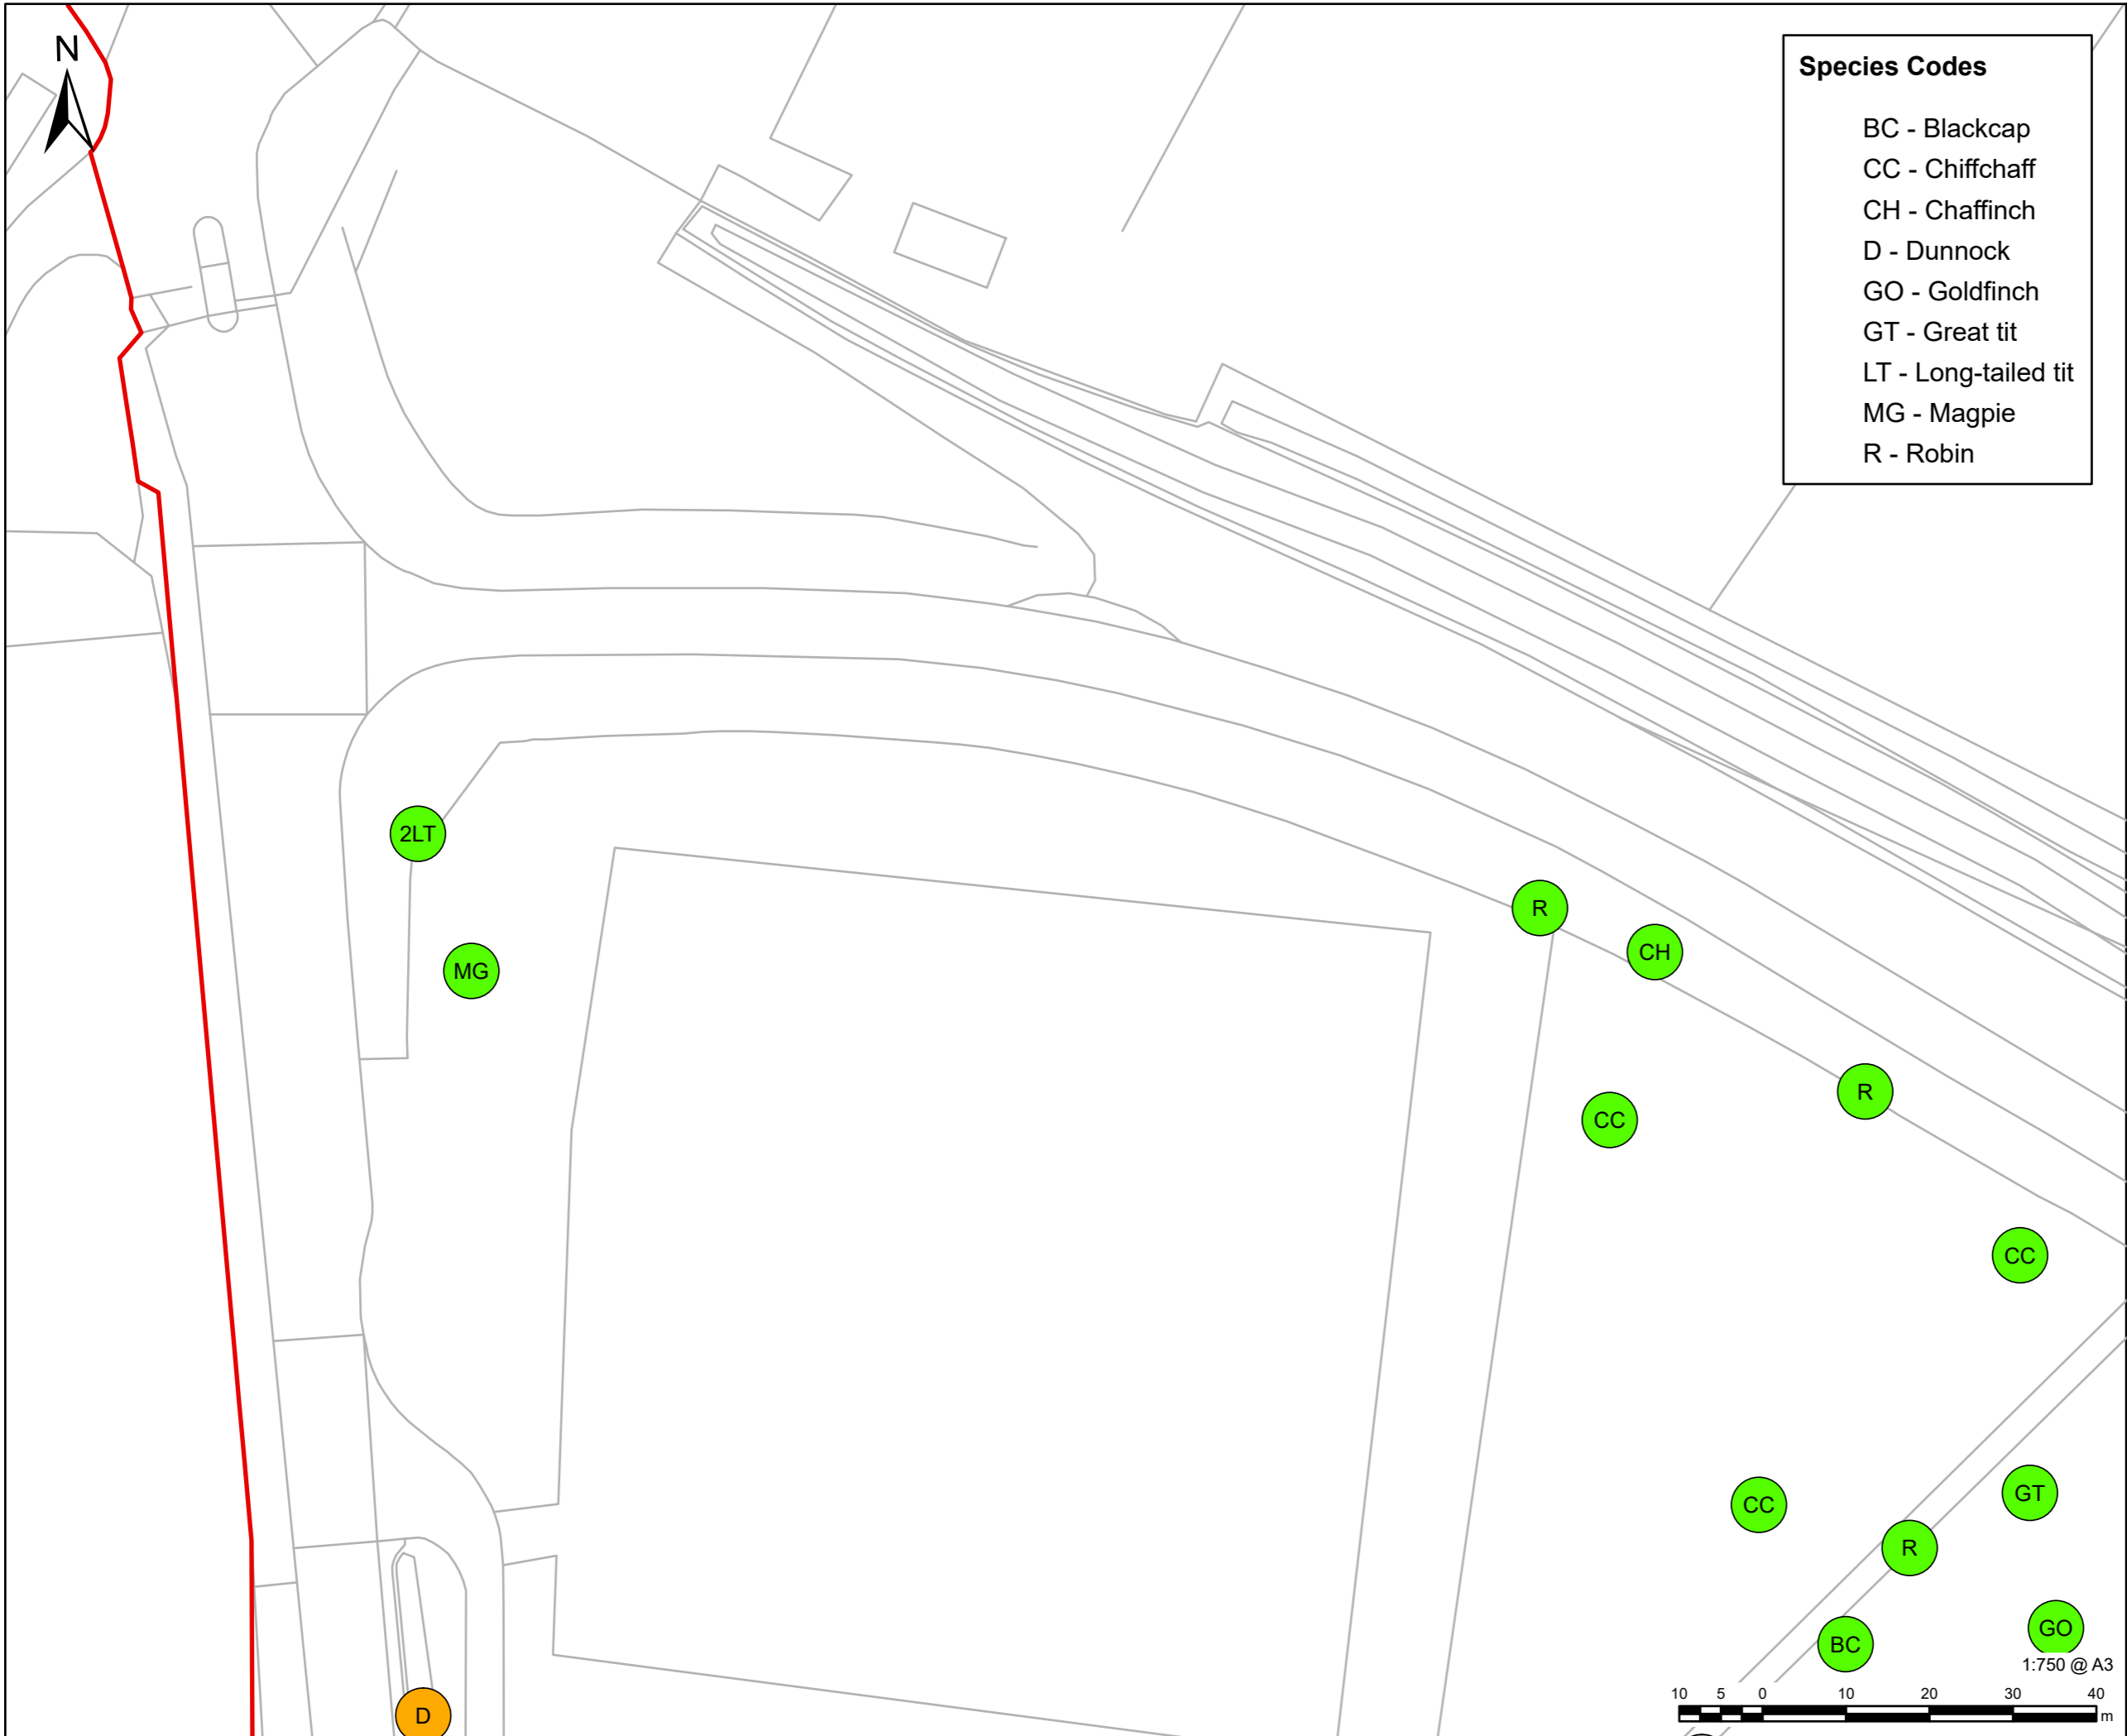 N
Species Codes
BC - Blackcap
CC - Chiffchaff
CH - Chaffinch
D - Dunnock
GO - Goldfinch
GT - Great tit
LT - Long-tailed tit
MG - Magpie
R - Robin
2LT
R
CH
MG
R
CC
CC
GT
CC
R
GO
BC
1:750 @ A3
10 5 0 10 20 30 40
m
D